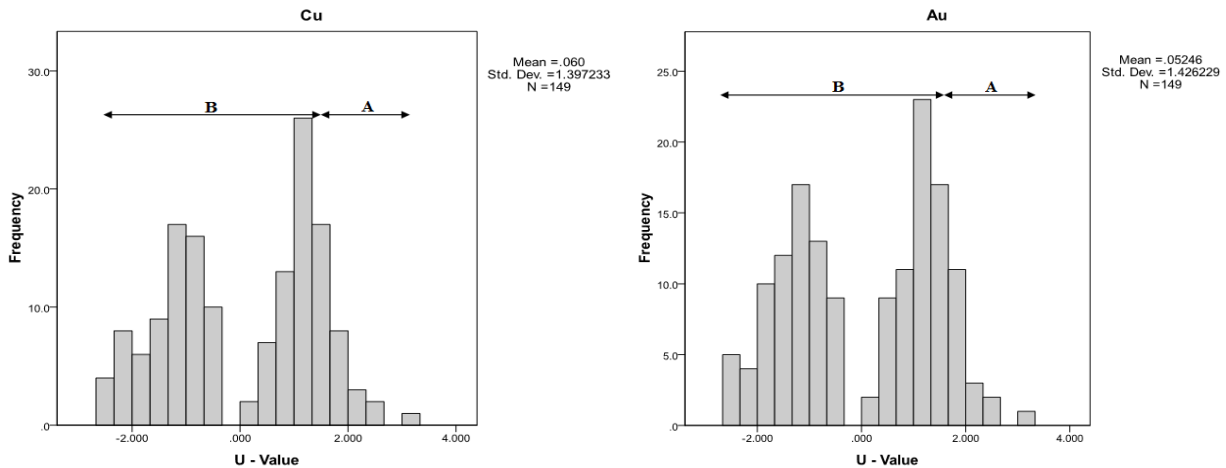 Cu
Mean =.060
Std. Dev. =1.397233
N =149
B
A
30.0
20.0
10.0
.0
Frequency
-2.000
.000
2.000
4.000
U - Value
Au
Mean =.05246
Std. Dev. =1.426229
N =149
B
A
25.0
20.0
15.0
10.0
5.0
.0
Frequency
-2.000
.000
2.000
4.000
U - Value